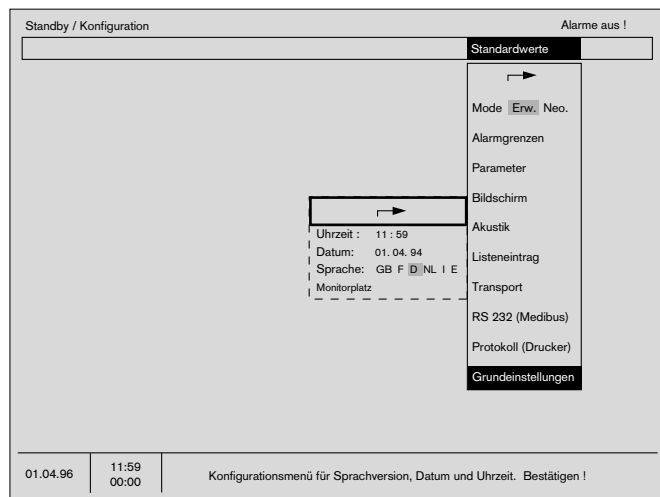 Standby / Konfiguration Alarme aus !
Standardwerte
Mode Erw. Neo.
Alarmgrenzen
Parameter
Bildschirm
Akustik
Listeneintrag
Transport
RS 232 (Medibus)
Protokoll (Drucker)
Grundeinstellungen
Uhrzeit : 11 : 59
Datum: 01. 04. 94
Sprache: GB F D NL I E
Monitorplatz
01.04.96
11:59
00:00
Konfigurationsmenü für Sprachversion, Datum und Uhrzeit. Bestätigen !